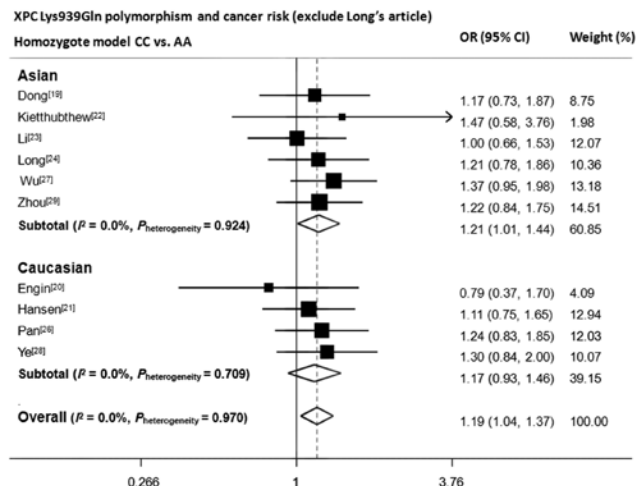 XPC Lys939Gln polymorphism and cancer risk (exclude Long's article)
Homozygote model CC vs. AA OR (95% CI) Weight (%)
Asian
Dong[19] 1.17 (0.73, 1.87) 8.75
Kietthubthew[22] 1.47 (0.58, 3.76) 1.98
Li[23] 1.00 (0.66, 1.53) 12.07
Long[24] 1.21 (0.78, 1.86) 10.36
Wu[27] 1.37 (0.95, 1.98) 13.18
Zhou[29] 1.22 (0.84, 1.75) 14.51
Subtotal (I² = 0.0%, Pheterogeneity = 0.924) 1.21 (1.01, 1.44) 60.85
Caucasian
Engin[20] 0.79 (0.37, 1.70) 4.09
Hansen[21] 1.11 (0.75, 1.65) 12.94
Pan[26] 1.24 (0.83, 1.85) 12.03
Ye[28] 1.30 (0.84, 2.00) 10.07
Subtotal (I² = 0.0%, Pheterogeneity = 0.709) 1.17 (0.93, 1.46) 39.15
Overall (I² = 0.0%, Pheterogeneity = 0.970) 1.19 (1.04, 1.37) 100.00
0.266 1 3.76